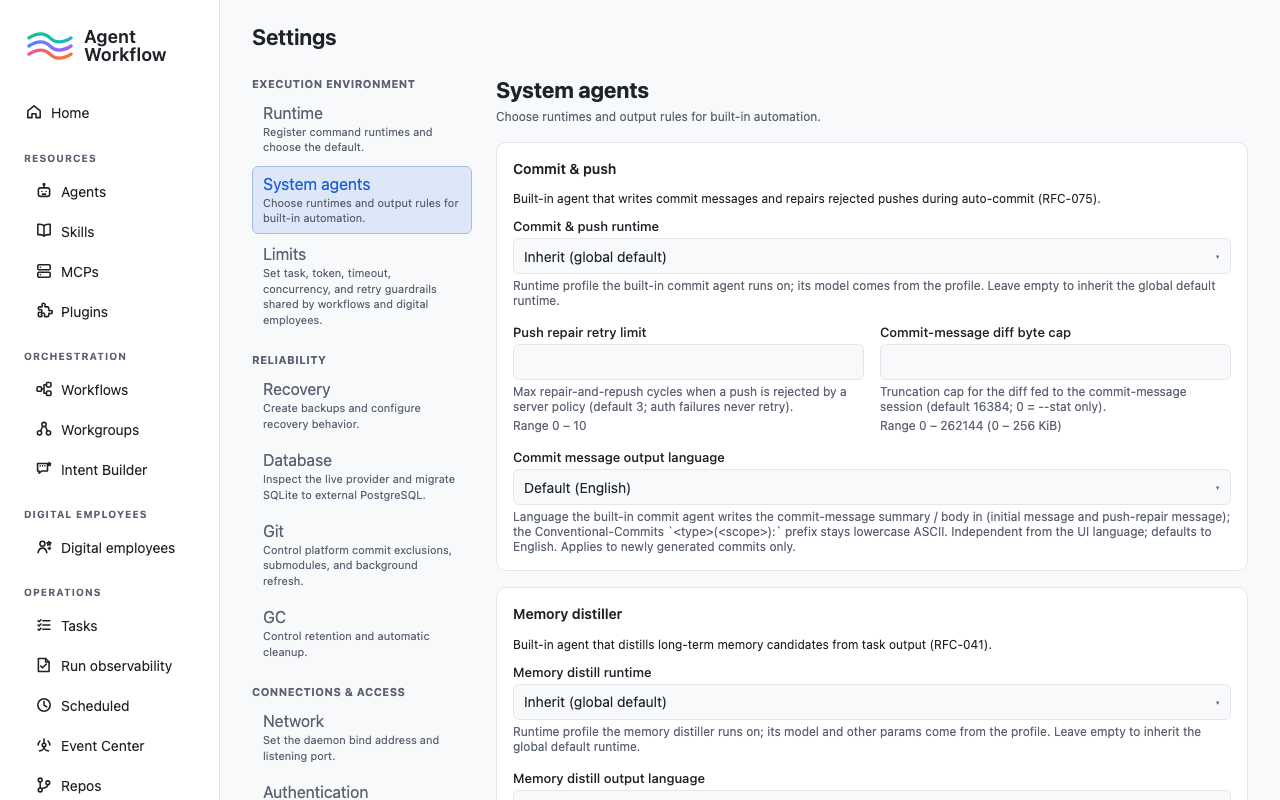 Agent
Workflow
Home
RESOURCES
Agents
Skills
MCPs
Plugins
ORCHESTRATION
Workflows
Workgroups
Intent Builder
DIGITAL EMPLOYEES
Digital employees
OPERATIONS
Tasks
Run observability
Scheduled
Event Center
Repos
Settings
EXECUTION ENVIRONMENT
Runtime
Register command runtimes and
choose the default.
System agents
Choose runtimes and output rules for
built-in automation.
Limits
Set task, token, timeout,
concurrency, and retry guardrails
shared by workflows and digital
employees.
RELIABILITY
Recovery
Create backups and configure
recovery behavior.
Database
Inspect the live provider and migrate
SQLite to external PostgreSQL.
Git
Control platform commit exclusions,
submodules, and background
refresh.
GC
Control retention and automatic
cleanup.
CONNECTIONS & ACCESS
Network
Set the daemon bind address and
listening port.
Authentication
System agents
Choose runtimes and output rules for built-in automation.
Commit & push
Built-in agent that writes commit messages and repairs rejected pushes during auto-commit (RFC-075).
Commit & push runtime
Inherit (global default)
Runtime profile the built-in commit agent runs on; its model comes from the profile. Leave empty to inherit the global default
runtime.
Push repair retry limit
Max repair-and-repush cycles when a push is rejected by a
server policy (default 3; auth failures never retry).
Range 0 – 10
Commit-message diff byte cap
Truncation cap for the diff fed to the commit-message
session (default 16384; 0 = --stat only).
Range 0 – 262144 (0 – 256 KiB)
Commit message output language
Default (English)
Language the built-in commit agent writes the commit-message summary / body in (initial message and push-repair message);
the Conventional-Commits `<type>(<scope>):` prefix stays lowercase ASCII. Independent from the UI language; defaults to
English. Applies to newly generated commits only.
Memory distiller
Built-in agent that distills long-term memory candidates from task output (RFC-041).
Memory distill runtime
Inherit (global default)
Runtime profile the memory distiller runs on; its model and other params come from the profile. Leave empty to inherit the
global default runtime.
Memory distill output language